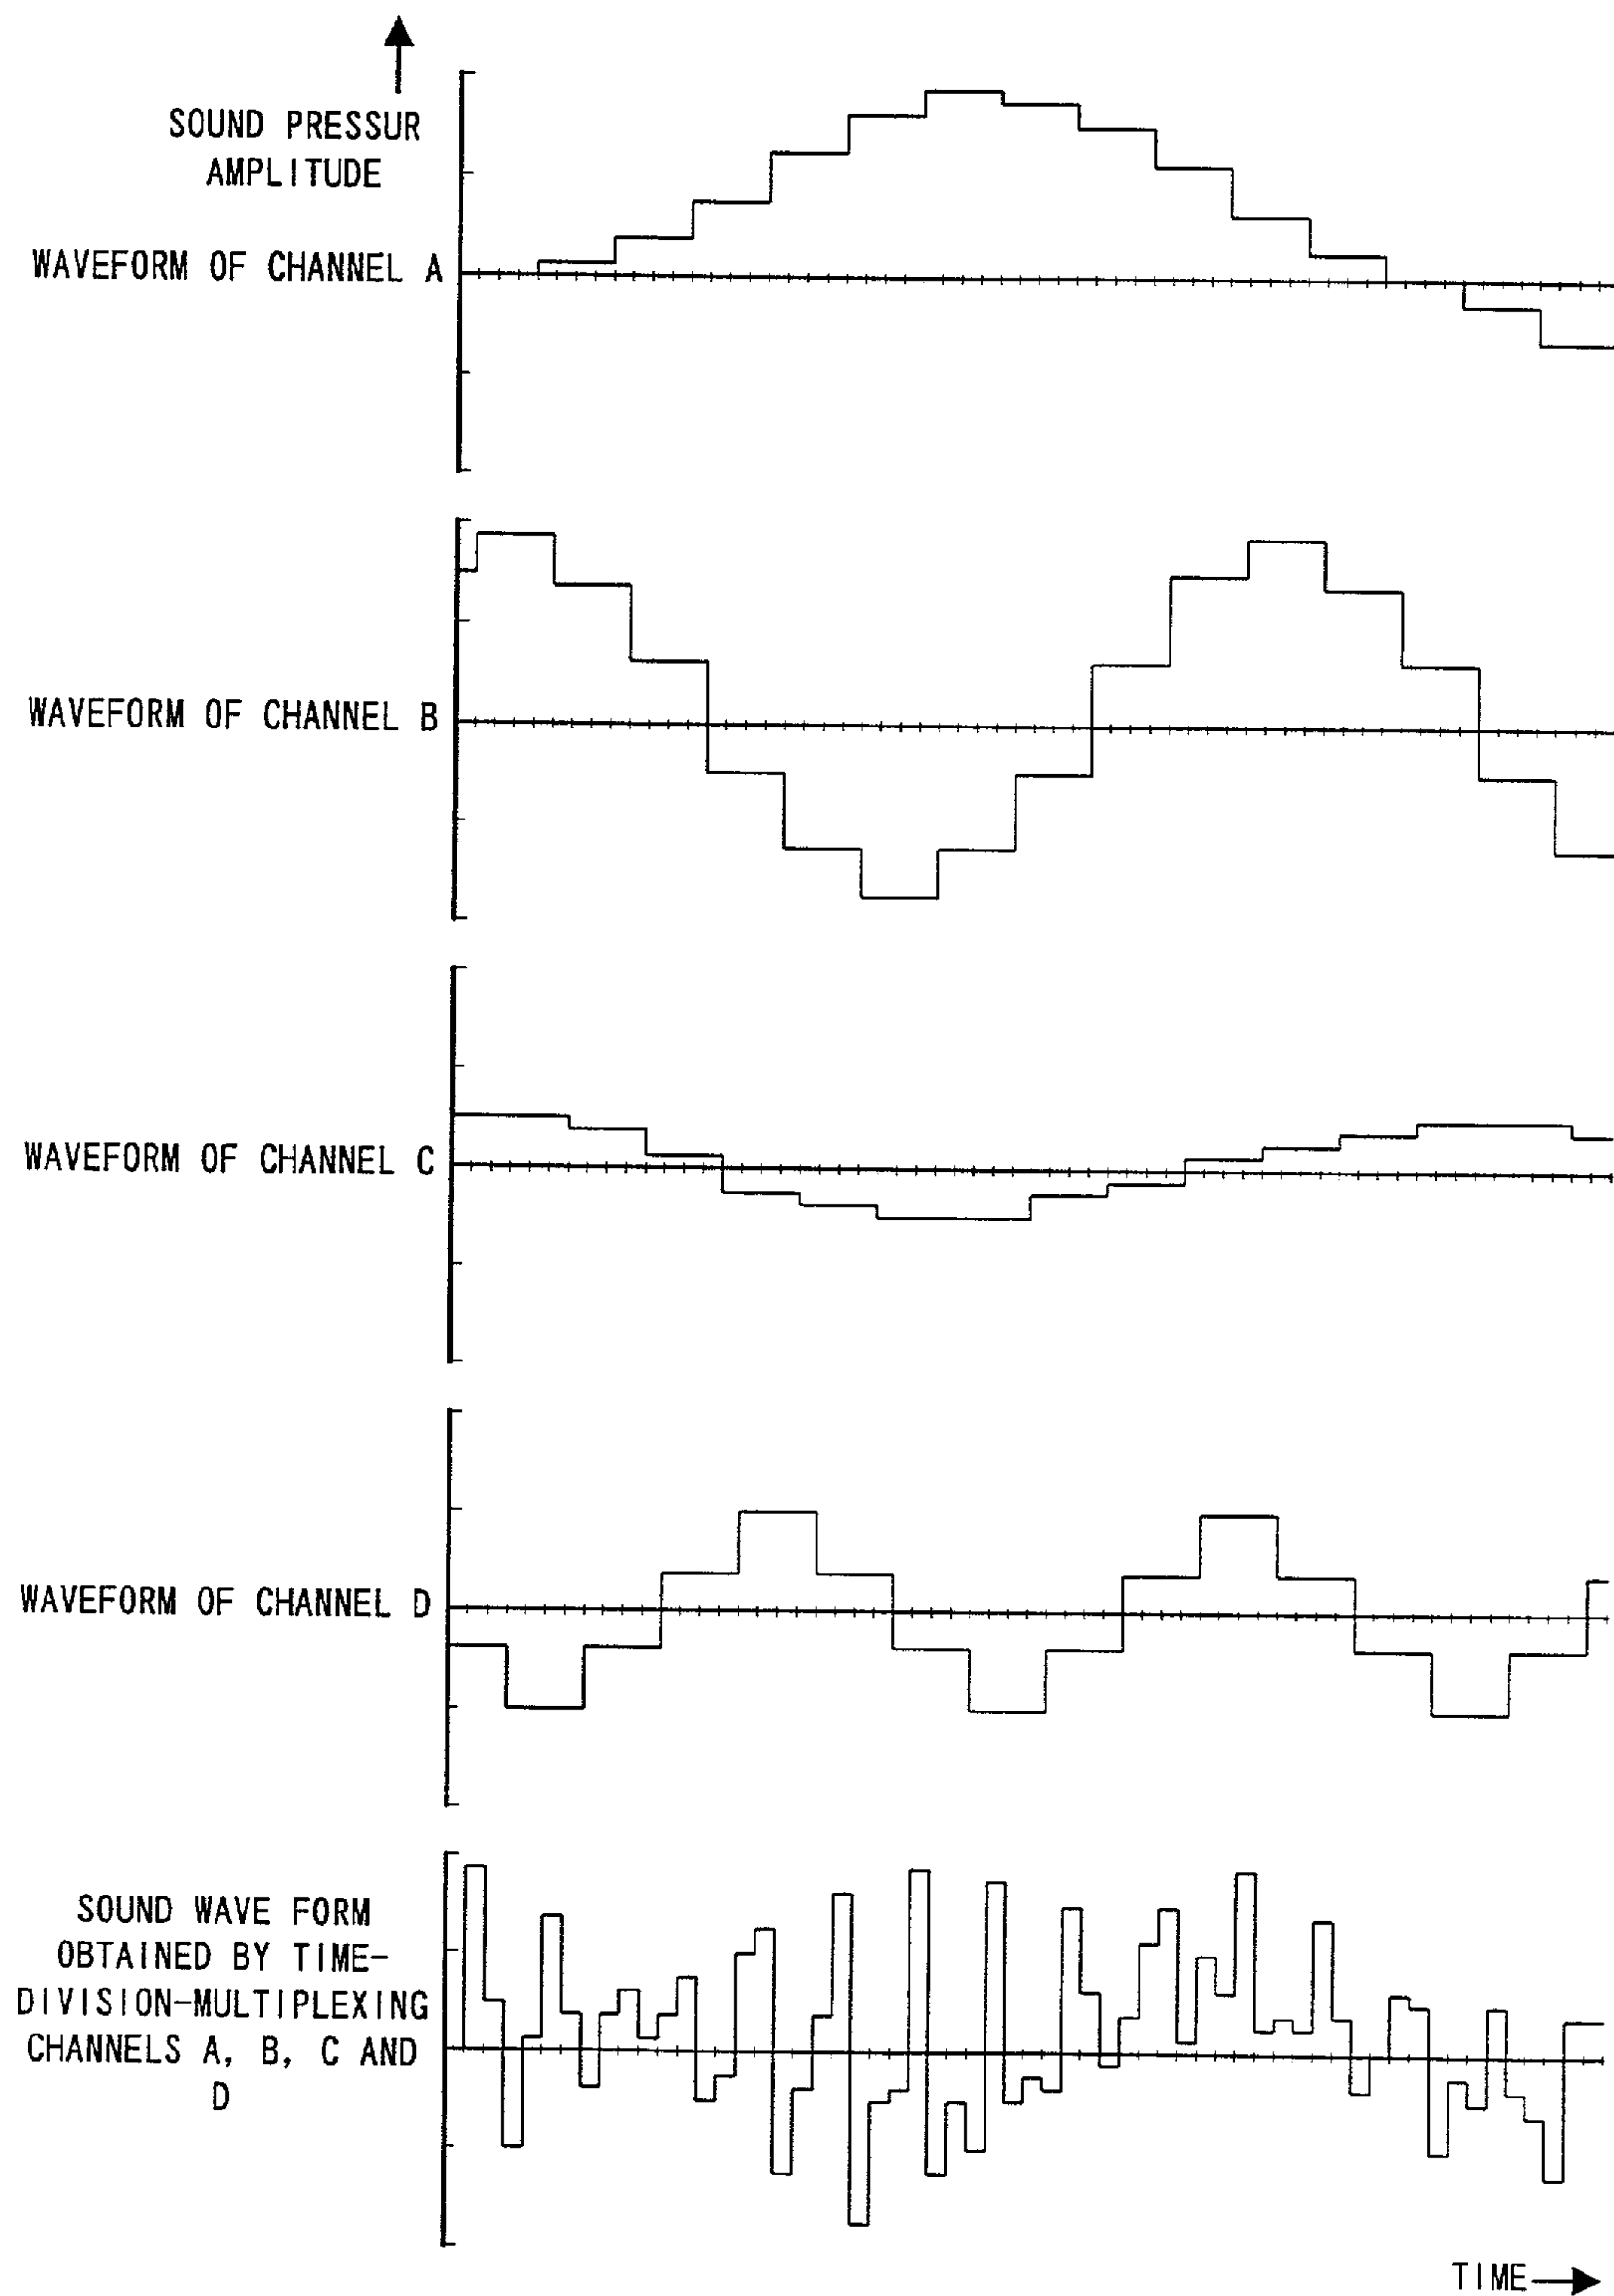 SOUND PRESSUR
AMPLITUDE
WAVEFORM OF CHANNEL A
WAVEFORM OF CHANNEL B
WAVEFORM OF CHANNEL C
WAVEFORM OF CHANNEL D
SOUND WAVE FORM
OBTAINED BY TIME-
DIVISION-MULTIPLEXING
CHANNELS A, B, C AND
D
TIME